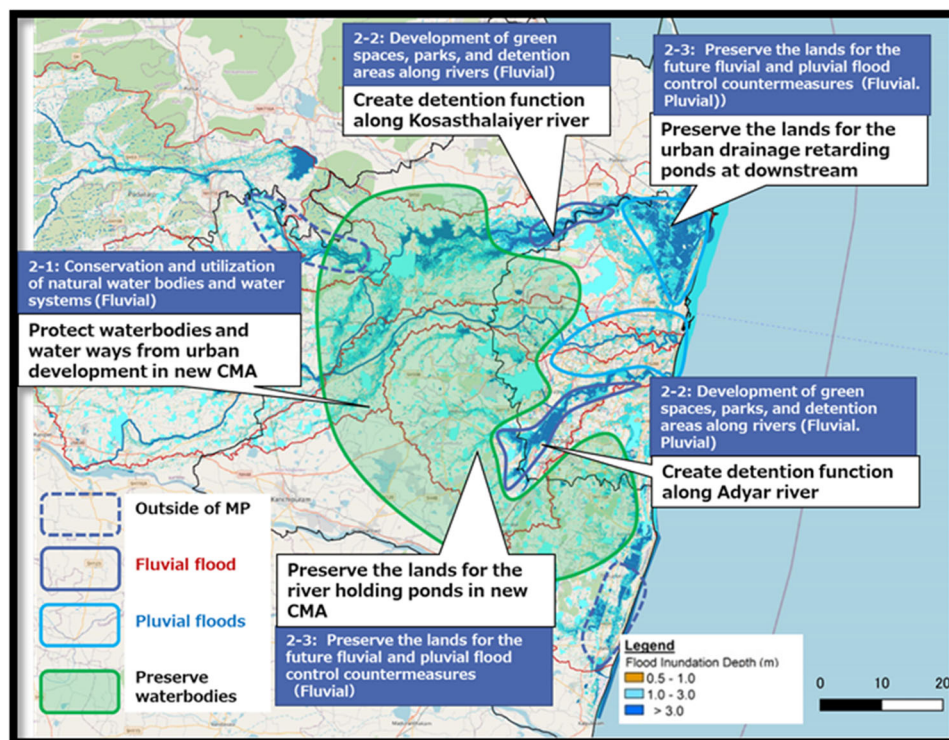 2-2: Development of green
spaces, parks, and detention
areas along rivers (Fluvial)
Create detention function
along Kosasthalaiyer river
2-3: Preserve the lands for the
future fluvial and pluvial flood
control countermeasures (Fluvial.
Pluvial))
Preserve the lands for the
urban drainage retarding
ponds at downstream
2-1: Conservation and utilization
of natural water bodies and water
systems (Fluvial)
Protect waterbodies and
water ways from urban
development in new CMA
2-2: Development of green
spaces, parks, and detention
areas along rivers (Fluvial.
Pluvial)
Create detention function
along Adyar river
Preserve the lands for the
river holding ponds in new
CMA
2-3: Preserve the lands for the
future fluvial and pluvial flood
control countermeasures
(Fluvial)
Outside of MP
Fluvial flood
Pluvial floods
Preserve
waterbodies
Kanchipuram
Legend
Flood Inundation Depth (m)
0.5 - 1.0
1.0 - 3.0
> 3.0
0 10 20